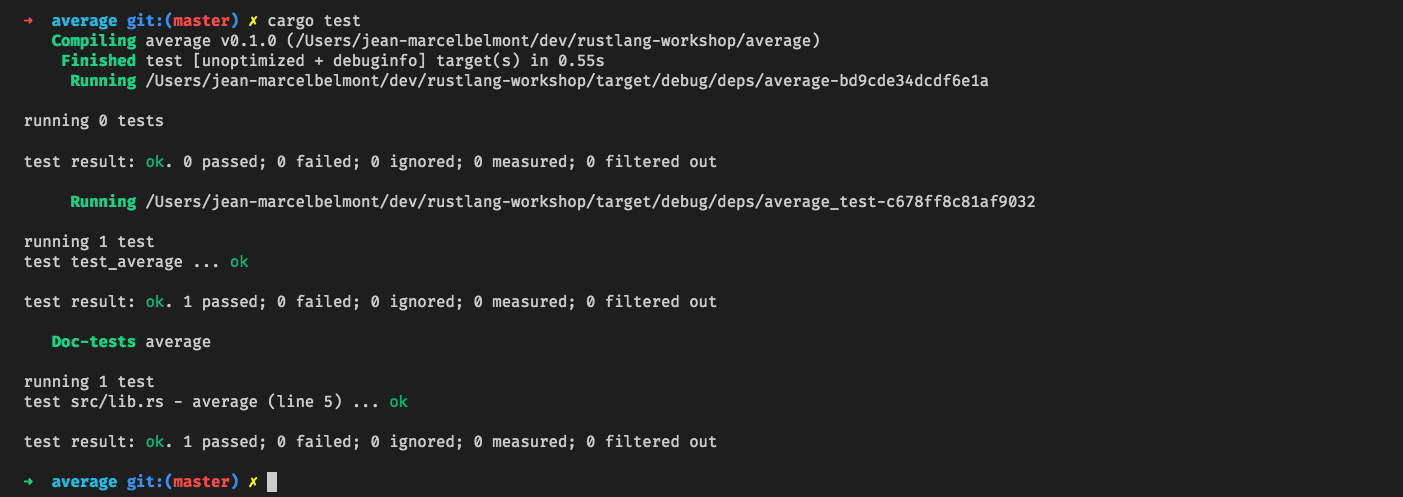 ➜ average git:(master) ✗ cargo test
Compiling average v0.1.0 (/Users/jean-marcelbelmont/dev/rustlang-workshop/average)
Finished test [unoptimized + debuginfo] target(s) in 0.55s
Running /Users/jean-marcelbelmont/dev/rustlang-workshop/target/debug/deps/average-bd9cde34dcdf6e1a
running 0 tests
test result: ok. 0 passed; 0 failed; 0 ignored; 0 measured; 0 filtered out
Running /Users/jean-marcelbelmont/dev/rustlang-workshop/target/debug/deps/average_test-c678ff8c81af9032
running 1 test
test test_average ... ok
test result: ok. 1 passed; 0 failed; 0 ignored; 0 measured; 0 filtered out
Doc-tests average
running 1 test
test src/lib.rs - average (line 5) ... ok
test result: ok. 1 passed; 0 failed; 0 ignored; 0 measured; 0 filtered out
➜ average git:(master) ✗